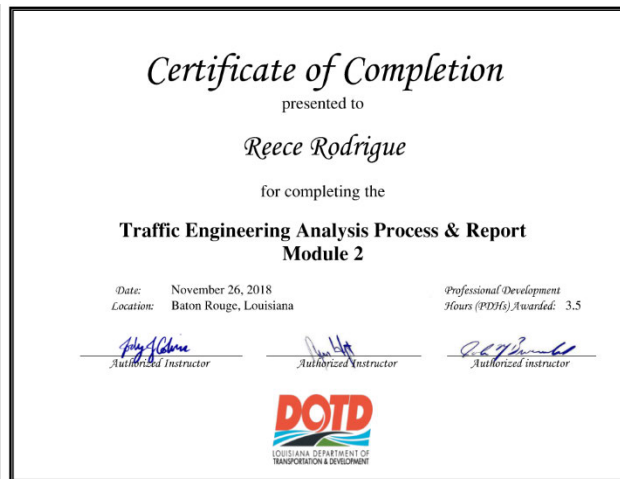 Certificate of Completion
presented to
Reece Rodrigue
for completing the
Traffic Engineering Analysis Process & Report
Module 2
Date: November 26, 2018
Location: Baton Rouge, Louisiana
Professional Development
Hours (PDHs) Awarded: 3.5
Authorized Instructor
Authorized Instructor
Authorized instructor
DOTD
LOUISIANA DEPARTMENT OF
TRANSPORTATION & DEVELOPMENT